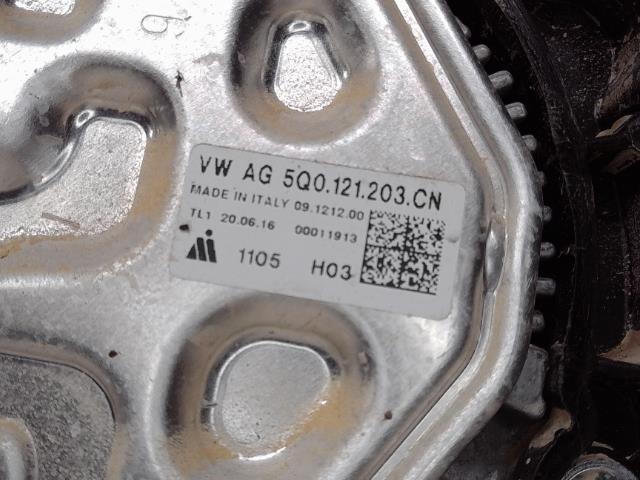 VW AG 5Q0.121.203.CN
MADE IN ITALY 09.1212.00
TL1 20.06.16 00011913
1105 H03